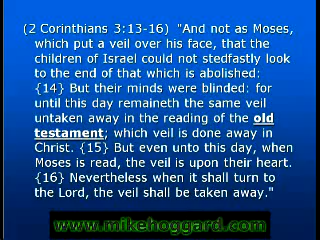 (2 Corinthians 3:13-16)  "And not as Moses,
which put a veil over his face, that the
children of Israel could not stedfastly look
to the end of that which is abolished:
{14} But their minds were blinded: for
until this day remaineth the same veil
untaken away in the reading of the old
testament; which veil is done away in
Christ. {15} But even unto this day, when
Moses is read, the veil is upon their heart.
{16} Nevertheless when it shall turn to
the Lord, the veil shall be taken away."
www.mikehoggard.com